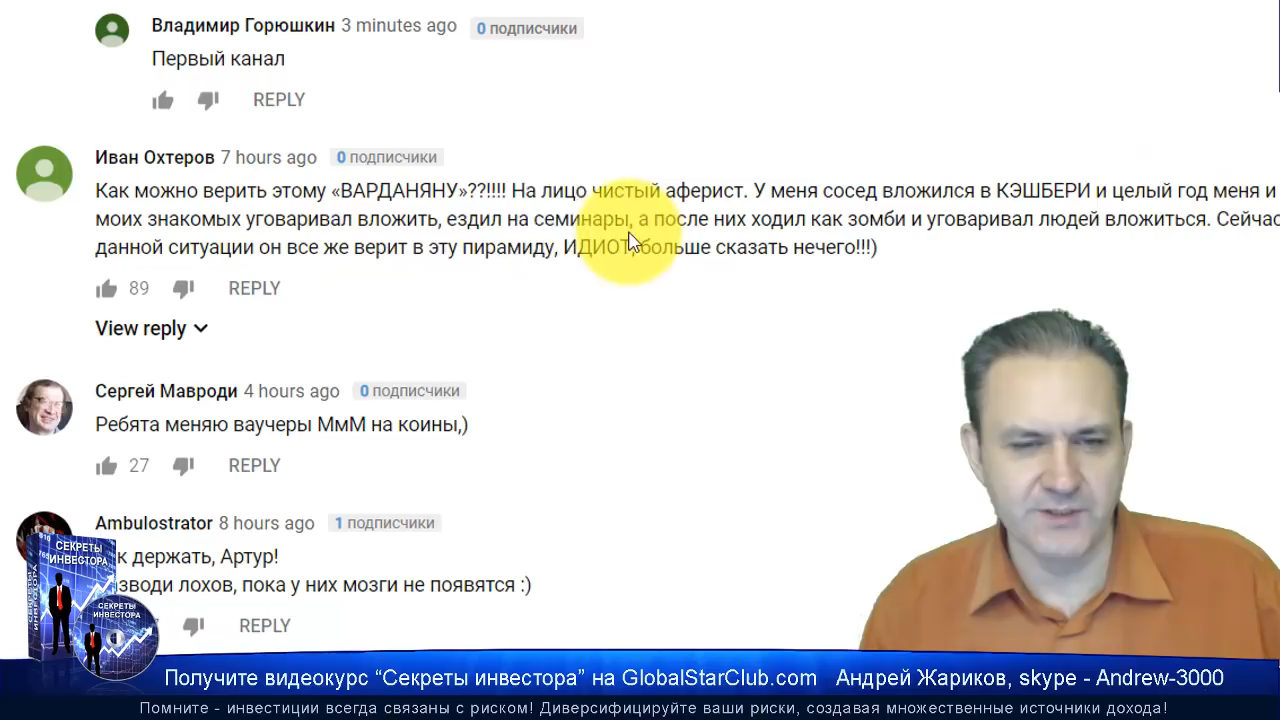 Владимир Горюшкин 3 minutes ago 0 подписчики
Первый канал
REPLY
Иван Охтеров 7 hours ago 0 подписчики
Как можно верить этому «ВАРДАНЯНУ»??!!!! На лицо чистый аферист. У меня сосед вложился в КЭШБЕРИ и целый год меня и
моих знакомых уговаривал вложить, ездил на семинары, а после них ходил как зомби и уговаривал людей вложиться. Сейчас
данной ситуации он все же верит в эту пирамиду, ИДИОТ, больше сказать нечего!!!)
89 REPLY
View reply
Сергей Мавроди 4 hours ago 0 подписчики
Ребята меняю ваучеры МмМ на коины,)
27 REPLY
Ambulostrator 8 hours ago 1 подписчики
к держать, Артур!
зводи лохов, пока у них мозги не появятся :)
REPLY
СЕКРЕТЫ
ИНВЕСТОРА
СЕКРЕТЫ
ИНВЕСТОРА
Получите видеокурс “Секреты инвестора” на GlobalStarClub.com Андрей Жариков, skype - Andrew-3000
Помните - инвестиции всегда связаны с риском! Диверсифицируйте ваши риски, создавая множественные источники дохода!